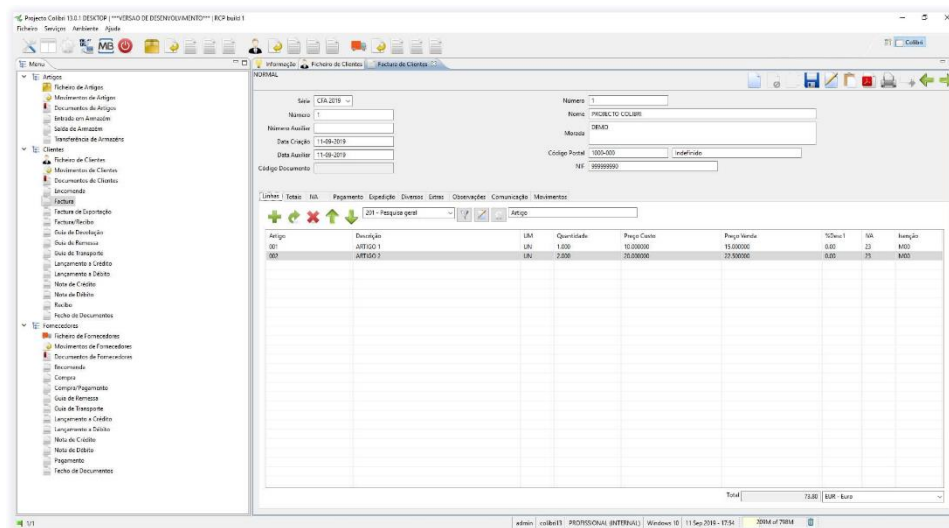 Projecto Colibri 13.0.1 DESKTOP | ***VERSAO DE DESENVOLVIMENTO*** | RCP build 1
Ficheiro Serviços Ambiente Ajuda
MB
Colibri
Menu
Artigos
Ficheiro de Artigos
Movimentos de Artigos
Documentos de Artigos
Entrada em Armazém
Saída de Armazém
Transferência de Armazéns
Clientes
Ficheiro de Clientes
Movimentos de Clientes
Documentos de Clientes
Encomenda
Factura
Factura de Exportação
Factura/Recibo
Guia de Devolução
Guia de Remessa
Guia de Transporte
Lançamento a Crédito
Lançamento a Débito
Nota de Crédito
Nota de Débito
Recibo
Fecho de Documentos
Fornecedores
Ficheiro de Fornecedores
Movimentos de Fornecedores
Documentos de Fornecedores
Encomenda
Compra
Compra/Pagamento
Guia de Remessa
Guia de Transporte
Lançamento a Crédito
Lançamento a Débito
Nota de Crédito
Nota de Débito
Pagamento
Fecho de Documentos
Informação Ficheiro de Clientes Factura de Clientes
NORMAL
Série CFA 2019
Número 1
Número Auxiliar
Data Criação 11-09-2019
Data Auxiliar 11-09-2019
Código Documento
Número 1
Nome PROJECTO COLIBRI
Morada DEMO
Código Postal 1000-000 Indefinido
NIF 999999990
Linhas Totais IVA Pagamento Expedição Diversos Extras Observações Comunicação Movimentos
201 - Pesquisa geral Artigo
Artigo Descrição UM Quantidade Preço Custo Preço Venda %Desc1 IVA Isenção
001 ARTIGO 1 UN 1.000 10.000000 15.000000 0.00 23 M00
002 ARTIGO 2 UN 2.000 20.000000 22.500000 0.00 23 M00
Total 73.80 EUR - Euro
1/1
admin colibri13 PROFISSIONAL (INTERNAL) Windows 10 11 Sep 2019 - 17:54 209M of 798M